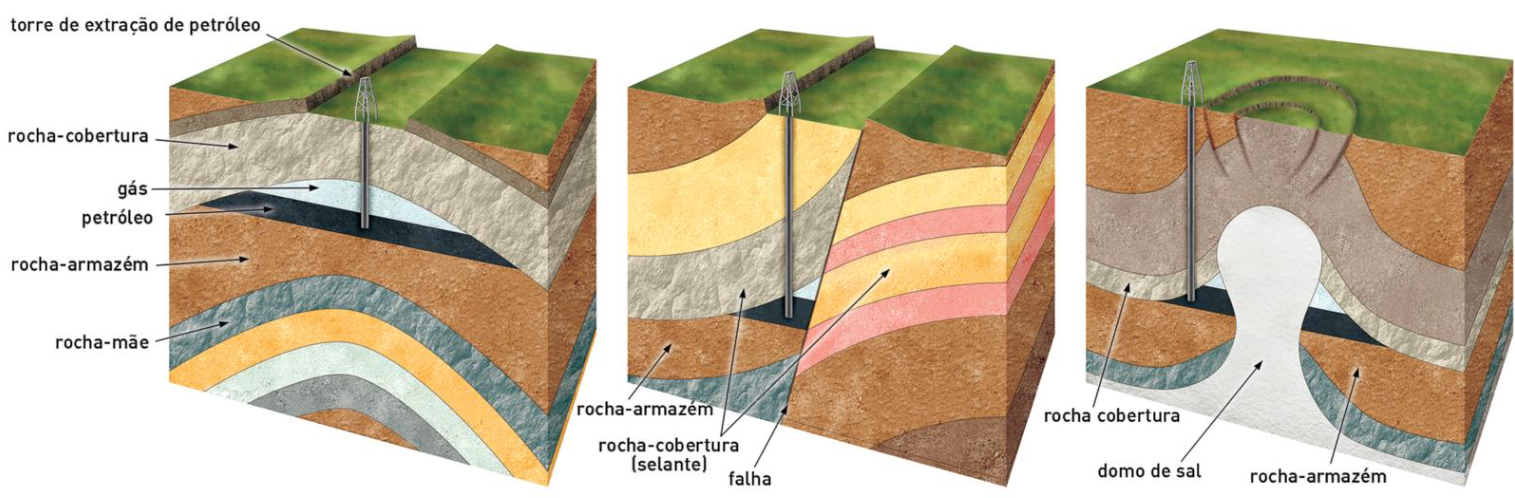 torre de extração de petróleo
rocha-cobertura
gás
petróleo
rocha-armazém
rocha-mãe
rocha-armazém
rocha-cobertura
(selante)
falha
rocha cobertura
domo de sal
rocha-armazém